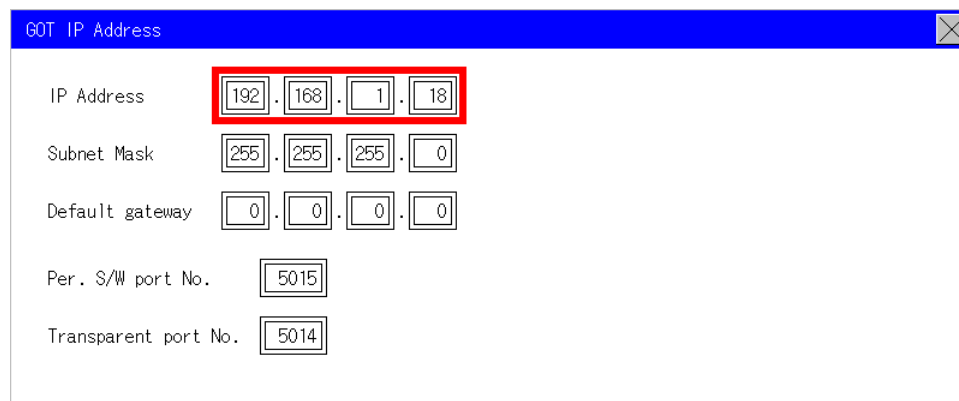 GOT IP Address
IP Address 192.168.1.18
Subnet Mask 255.255.255.0
Default gateway 0.0.0.0
Per. S/W port No. 5015
Transparent port No. 5014